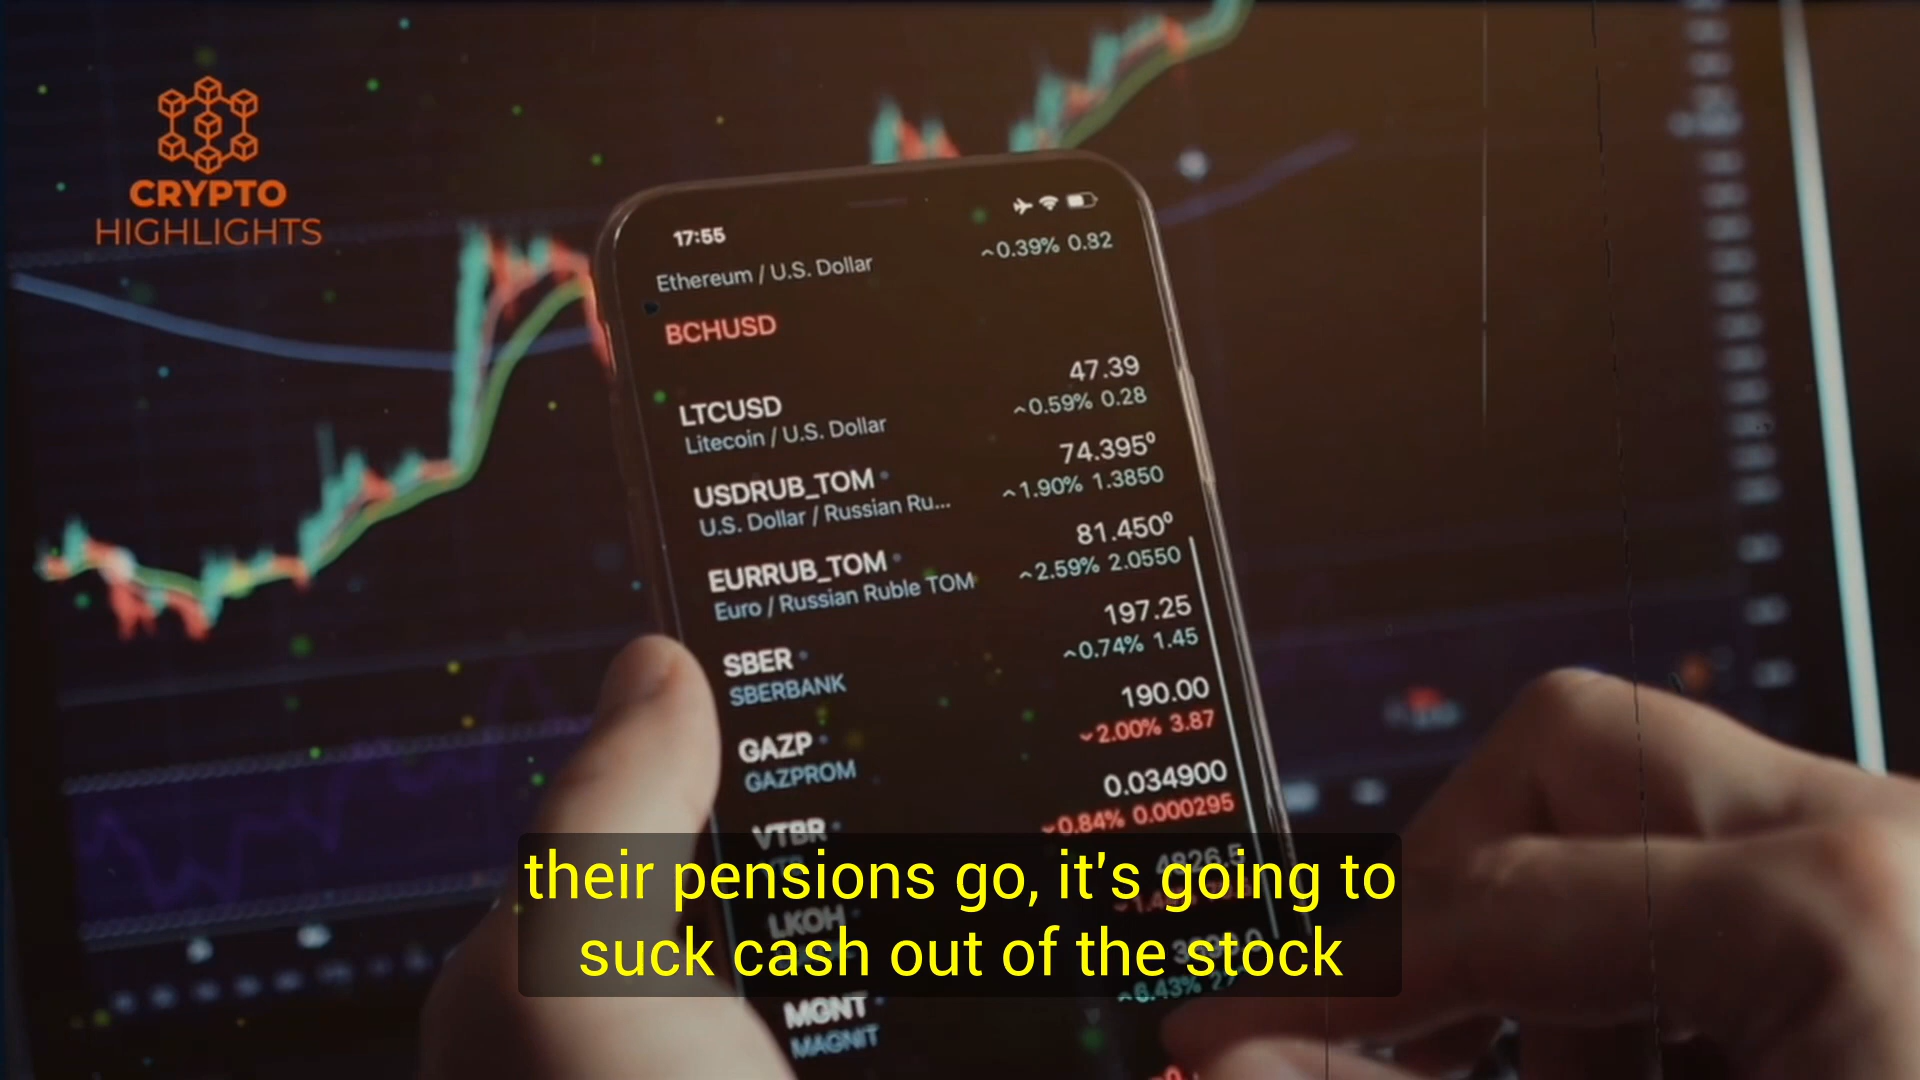 CRYPTO
HIGHLIGHTS
17:55
Ethereum / U.S. Dollar
^0.39% 0.82
BCHUSD
47.39
LTCUSD
^0.59% 0.28
Litecoin / U.S. Dollar
74.395⁰
USDRUB_TOM
^1.90% 1.3850
U.S. Dollar / Russian Ru...
81.450⁰
EURRUB_TOM
^2.59% 2.0550
Euro / Russian Ruble TOM
197.25
SBER
^0.74% 1.45
SBERBANK
190.00
GAZP
2.00% 3.87
GAZPROM
0.034900
VTBR
0.84% 0.000295
4826.5
LKOH
MGNT
MAGNIT
their pensions go, it's going to
suck cash out of the stock